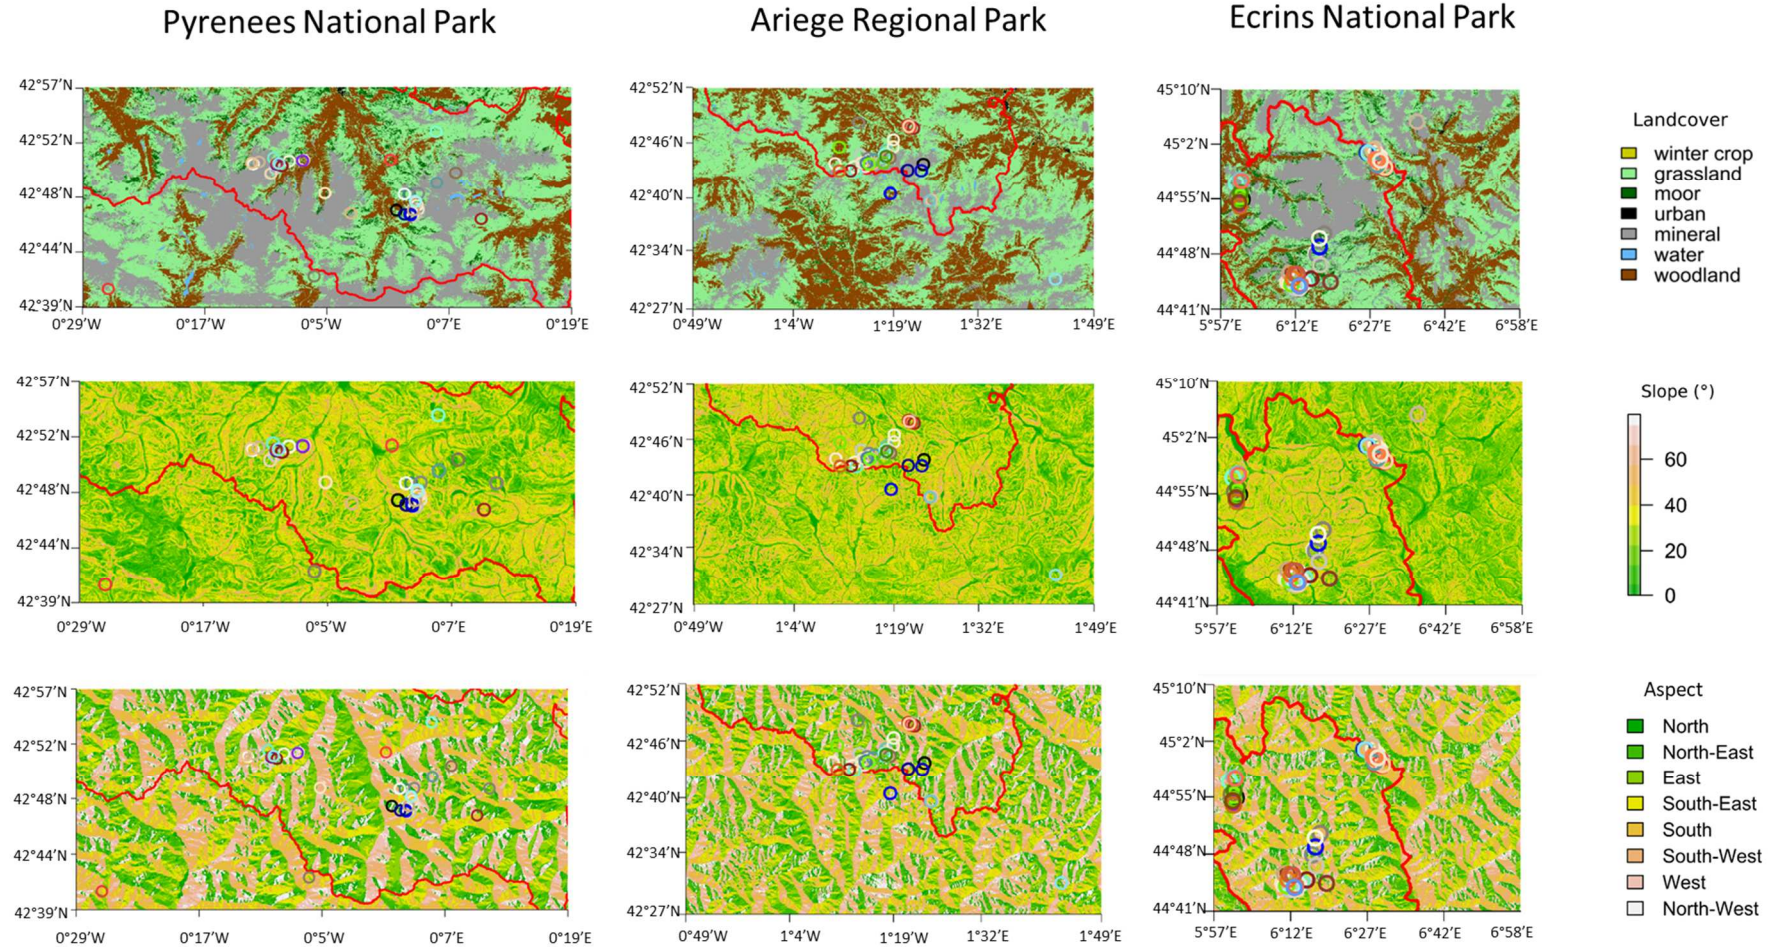 Pyrenees National Park
Ariege Regional Park
Ecrins National Park
42°57'N
42°52'N
42°48'N
42°44'N
42°39'N
0°29'W
0°17'W
0°5'W
0°7'E
0°19'E
42°52'N
42°46'N
42°40'N
42°34'N
42°27'N
0°49'W
1°4'W
1°19'W
1°32'E
1°49'E
45°10'N
45°2'N
44°55'N
44°48'N
44°41'N
5°57'E
6°12'E
6°27'E
6°42'E
6°58'E
Landcover
winter crop
grassland
moor
urban
mineral
water
woodland
42°57'N
42°52'N
42°48'N
42°44'N
42°39'N
0°29'W
0°17'W
0°5'W
0°7'E
0°19'E
42°52'N
42°46'N
42°40'N
42°34'N
42°27'N
0°49'W
1°4'W
1°19'W
1°32'E
1°49'E
45°10'N
45°2'N
44°55'N
44°48'N
44°41'N
5°57'E
6°12'E
6°27'E
6°42'E
6°58'E
Slope (°)
60
40
20
0
42°57'N
42°52'N
42°48'N
42°44'N
42°39'N
0°29'W
0°17'W
0°5'W
0°7'E
0°19'E
42°52'N
42°46'N
42°40'N
42°34'N
42°27'N
0°49'W
1°4'W
1°19'W
1°32'E
1°49'E
45°10'N
45°2'N
44°55'N
44°48'N
44°41'N
5°57'E
6°12'E
6°27'E
6°42'E
6°58'E
Aspect
North
North-East
East
South-East
South
South-West
West
North-West